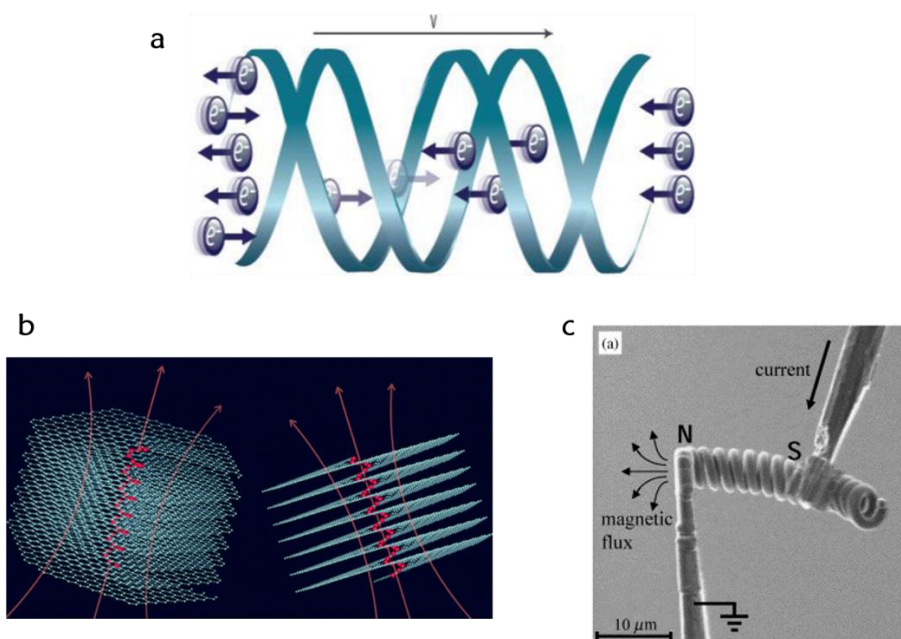 V
a
e-
e- e-
e- e- e- e-
e-
e- e- e- e-
e-
b
c
(a)
current
N
S
magnetic
flux
10 μm